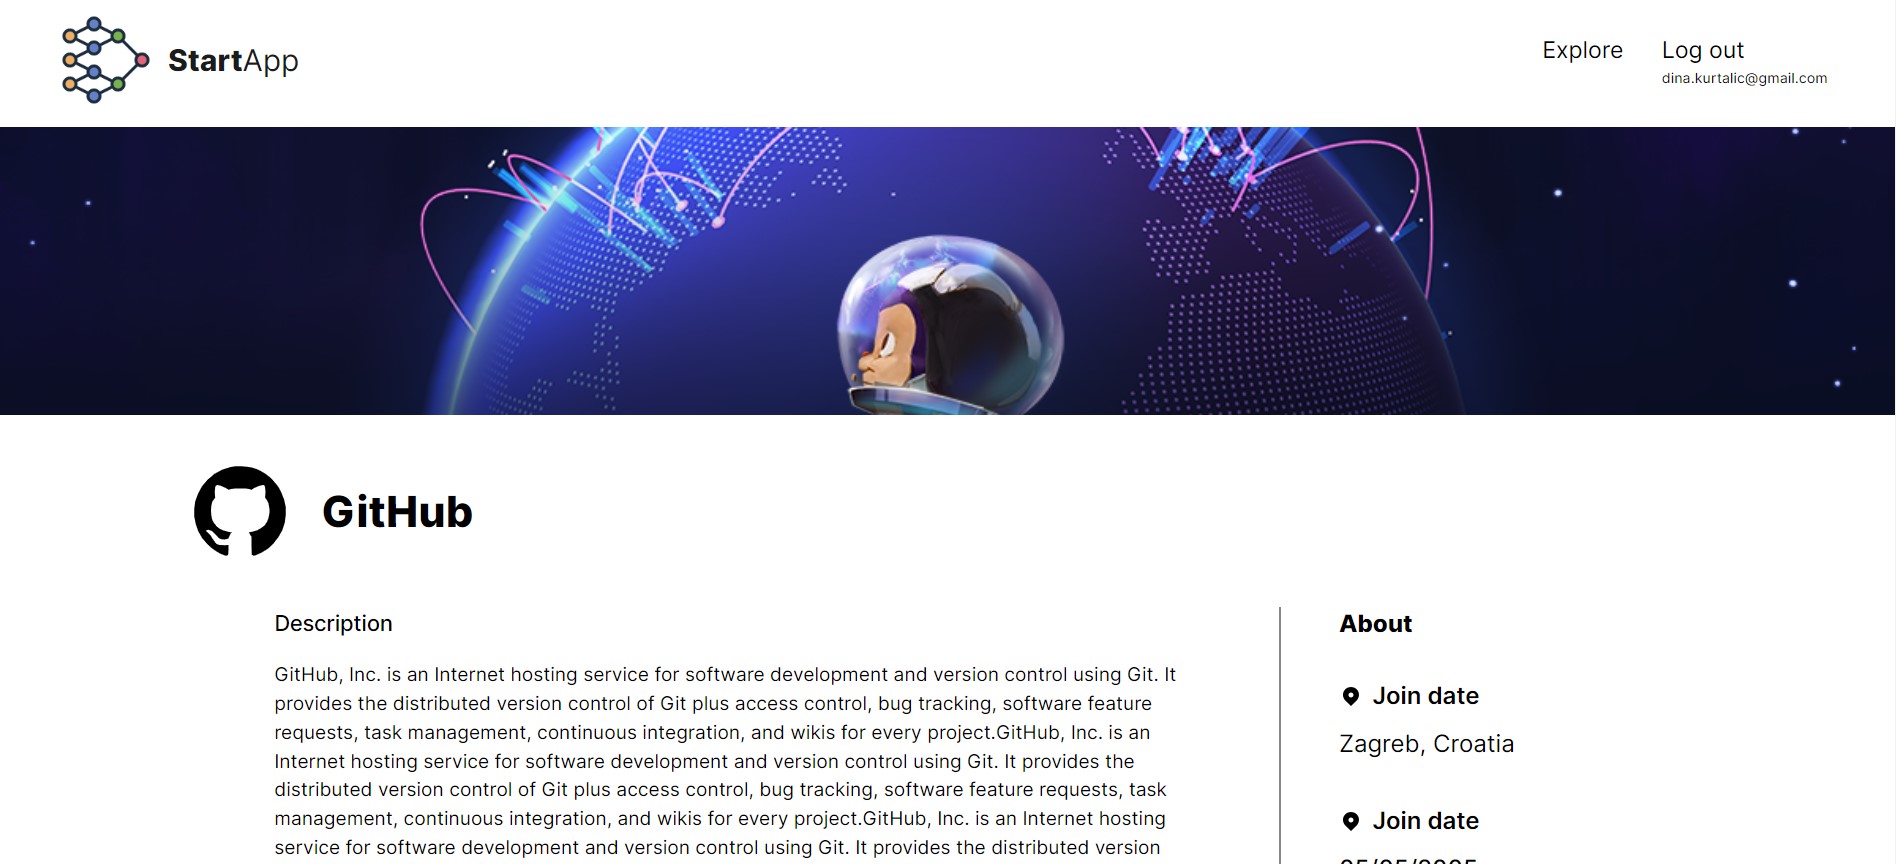 StartApp
Explore
Log out
dina.kurtalic@gmail.com
GitHub
Description
GitHub, Inc. is an Internet hosting service for software development and version control using Git. It
provides the distributed version control of Git plus access control, bug tracking, software feature
requests, task management, continuous integration, and wikis for every project.GitHub, Inc. is an
Internet hosting service for software development and version control using Git. It provides the
distributed version control of Git plus access control, bug tracking, software feature requests, task
management, continuous integration, and wikis for every project.GitHub, Inc. is an Internet hosting
service for software development and version control using Git. It provides the distributed version
About
Join date
Zagreb, Croatia
Join date